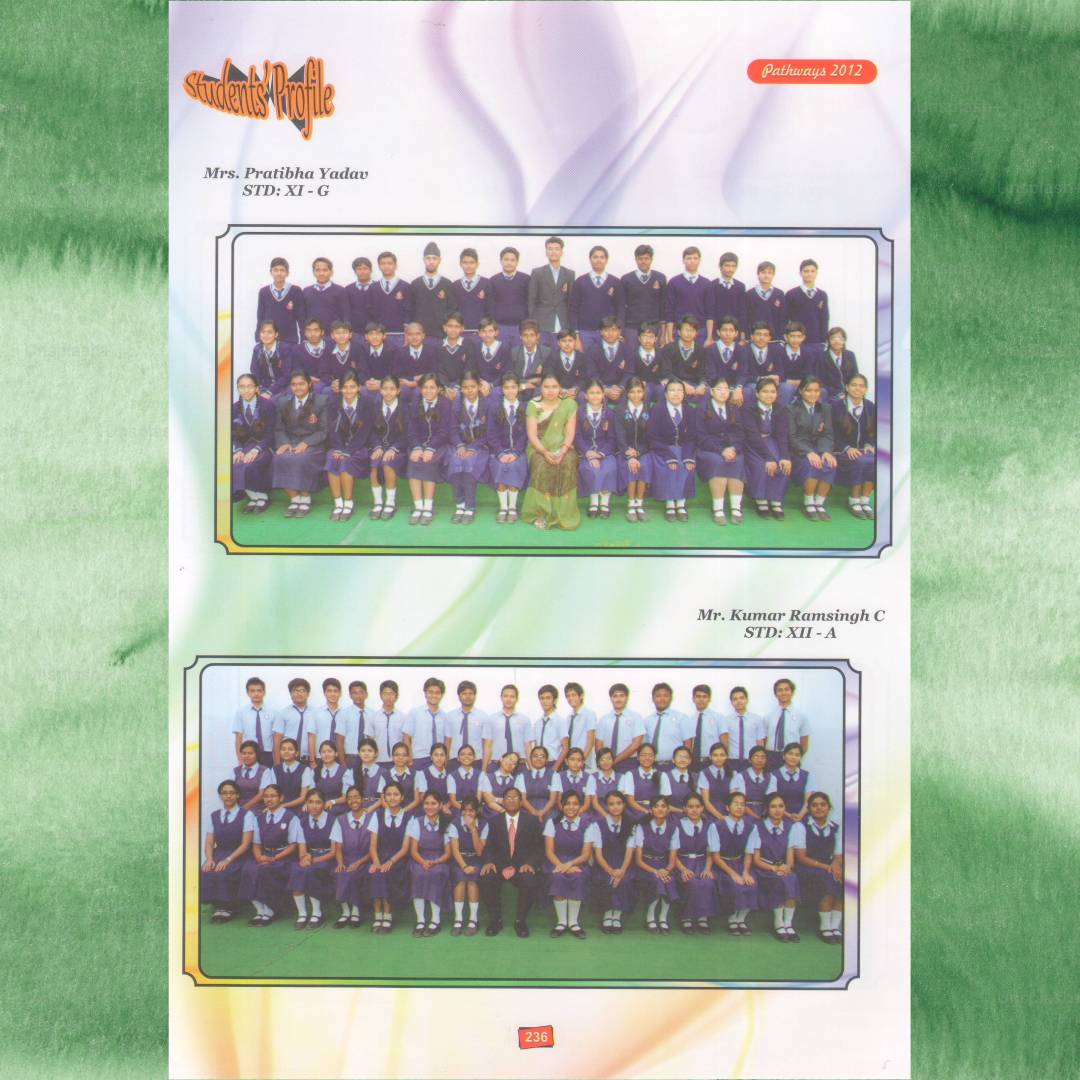 Students' Profile
Pathways 2012
Mrs. Pratibha Yadav
STD: XI - G
Mr. Kumar Ramsingh C
STD: XII - A
236